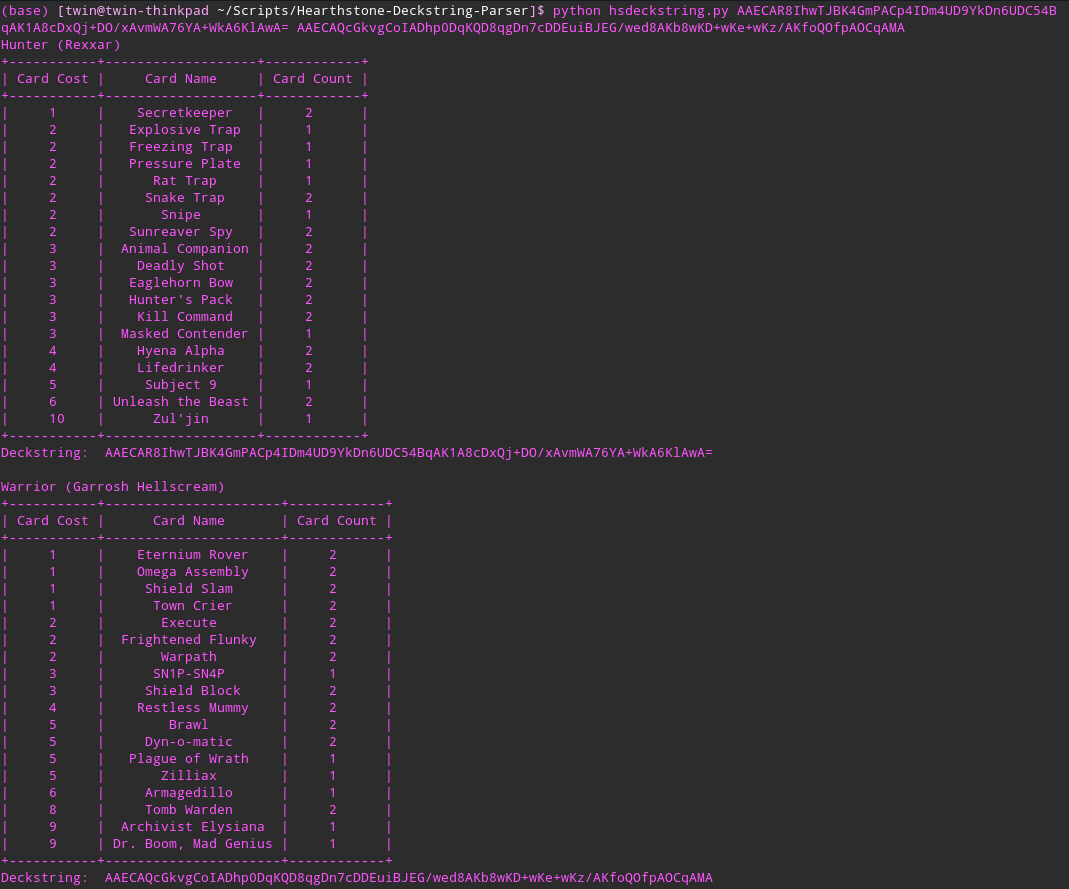 (base) [twin@twin-thinkpad ~/Scripts/Hearthstone-Deckstring-Parser]$ python hsdeckstring.py AAECAR8IhwTJBK4GmPACp4IDm4UD9YkDn6UDC54B
qAK1A8cDxQj+DO/xAvmWA76YA+WkA6KlAwA= AAECAQcGkvgCoIADhp0DqKQD8qgDn7cDDEuiBJEG/wed8AKb8wKD+wKe+wKz/AKfoQOfpAOCqAMA
Hunter (Rexxar)
+-----------+-------------------+------------+
| Card Cost |     Card Name     | Card Count |
+-----------+-------------------+------------+
|     1     |    Secretkeeper   |     2      |
|     2     |   Explosive Trap  |     1      |
|     2     |   Freezing Trap   |     1      |
|     2     |   Pressure Plate  |     1      |
|     2     |      Rat Trap     |     1      |
|     2     |     Snake Trap    |     2      |
|     2     |       Snipe       |     1      |
|     2     |   Sunreaver Spy   |     2      |
|     3     |  Animal Companion |     2      |
|     3     |    Deadly Shot    |     2      |
|     3     |   Eaglehorn Bow   |     2      |
|     3     |   Hunter's Pack   |     2      |
|     3     |    Kill Command   |     2      |
|     3     |  Masked Contender |     1      |
|     4     |    Hyena Alpha    |     2      |
|     4     |    Lifedrinker    |     2      |
|     5     |     Subject 9     |     1      |
|     6     | Unleash the Beast |     2      |
|     10    |      Zul'jin      |     1      |
+-----------+-------------------+------------+
Deckstring:  AAECAR8IhwTJBK4GmPACp4IDm4UD9YkDn6UDC54BqAK1A8cDxQj+DO/xAvmWA76YA+WkA6KlAwA=
Warrior (Garrosh Hellscream)
+-----------+----------------------+------------+
| Card Cost |      Card Name       | Card Count |
+-----------+----------------------+------------+
|     1     |    Eternium Rover    |     2      |
|     1     |    Omega Assembly    |     2      |
|     1     |     Shield Slam      |     2      |
|     1     |      Town Crier      |     2      |
|     2     |       Execute        |     2      |
|     2     |  Frightened Flunky   |     2      |
|     2     |       Warpath        |     2      |
|     3     |      SN1P-SN4P       |     1      |
|     3     |     Shield Block     |     2      |
|     4     |    Restless Mummy    |     2      |
|     5     |        Brawl         |     2      |
|     5     |     Dyn-o-matic      |     2      |
|     5     |   Plague of Wrath    |     1      |
|     5     |       Zilliax        |     1      |
|     6     |     Armagedillo      |     1      |
|     8     |     Tomb Warden      |     2      |
|     9     |  Archivist Elysiana  |     1      |
|     9     | Dr. Boom, Mad Genius |     1      |
+-----------+----------------------+------------+
Deckstring:  AAECAQcGkvgCoIADhp0DqKQD8qgDn7cDDEuiBJEG/wed8AKb8wKD+wKe+wKz/AKfoQOfpAOCqAMA